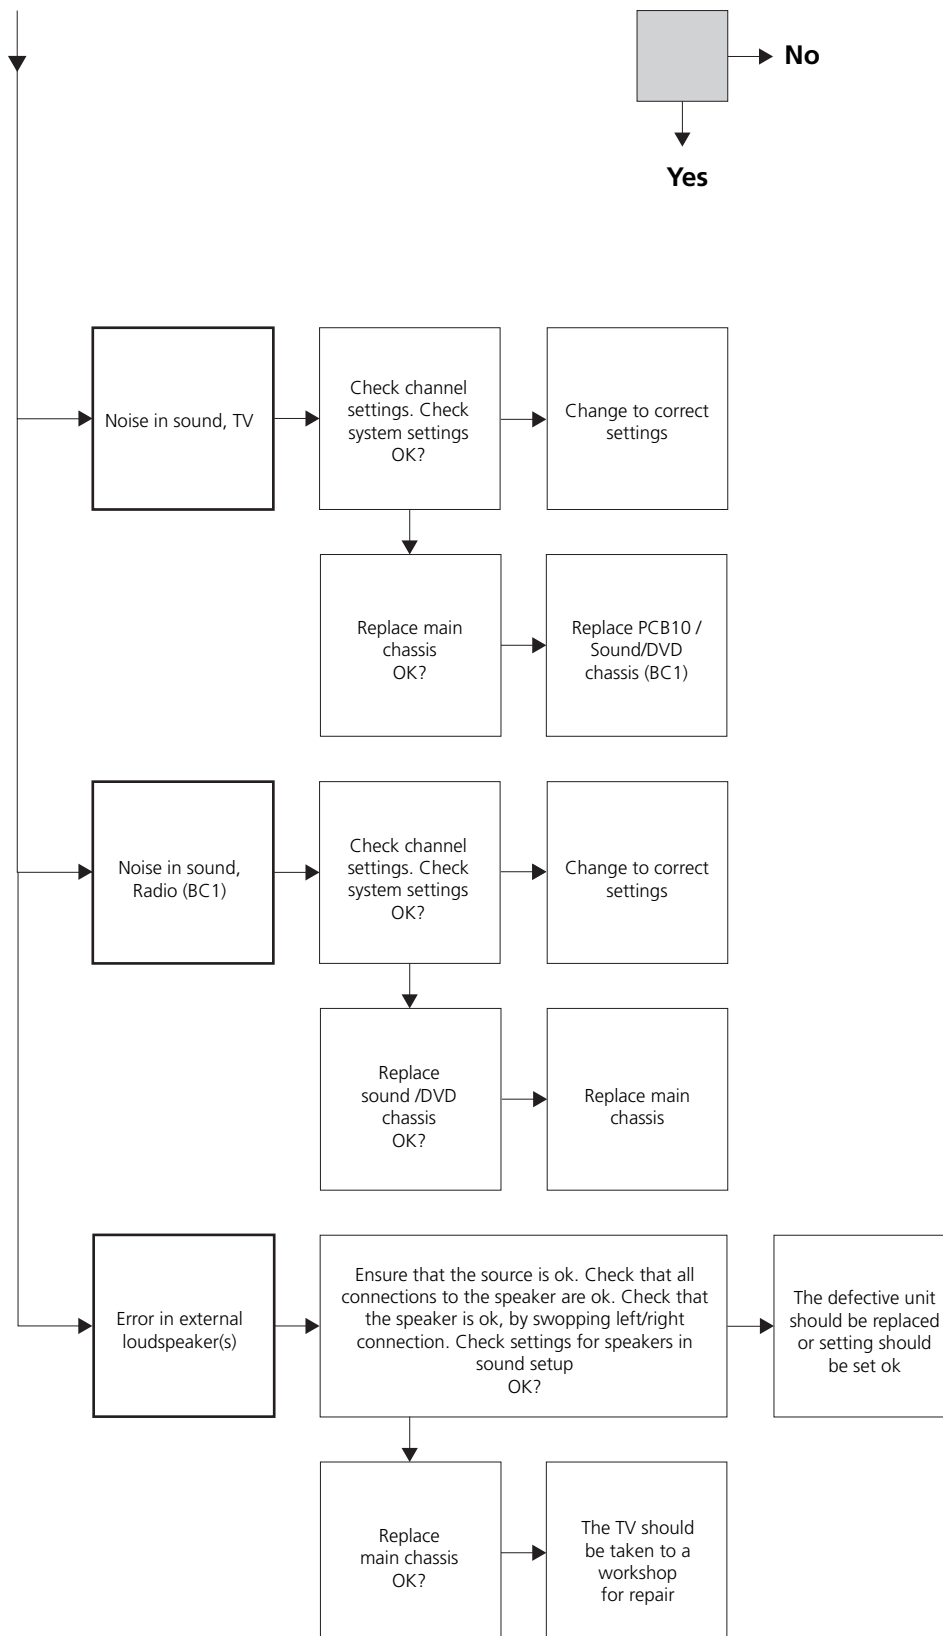 No
Yes
Noise in sound, TV
Check channel
settings. Check
system settings
OK?
Change to correct
settings
Replace main
chassis
OK?
Replace PCB10 /
Sound/DVD
chassis (BC1)
Noise in sound,
Radio (BC1)
Check channel
settings. Check
system settings
OK?
Change to correct
settings
Replace
sound /DVD
chassis
OK?
Replace main
chassis
Error in external
loudspeaker(s)
Ensure that the source is ok. Check that all
connections to the speaker are ok. Check that
the speaker is ok, by swopping left/right
connection. Check settings for speakers in
sound setup
OK?
The defective unit
should be replaced
or setting should
be set ok
Replace
main chassis
OK?
The TV should
be taken to a
workshop
for repair